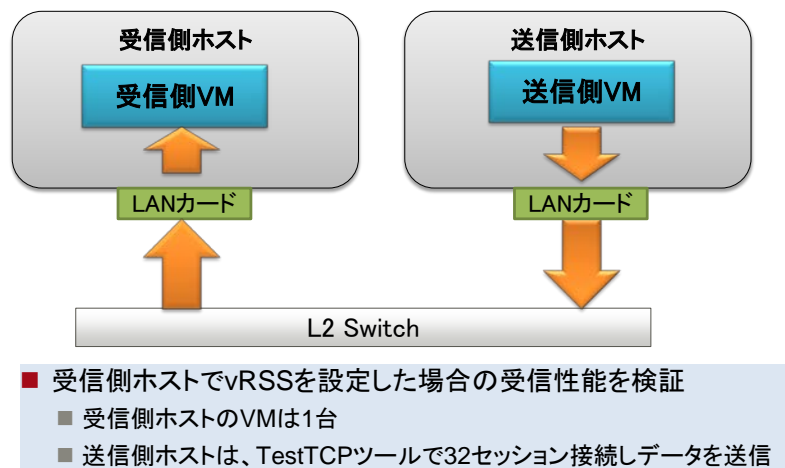 受信側ホスト
送信側ホスト
受信側VM
送信側VM
LANカード
LANカード
L2 Switch
■ 受信側ホストでvRSSを設定した場合の受信性能を検証
■ 受信側ホストのVMは1台
■ 送信側ホストは、TestTCPツールで32セッション接続しデータを送信